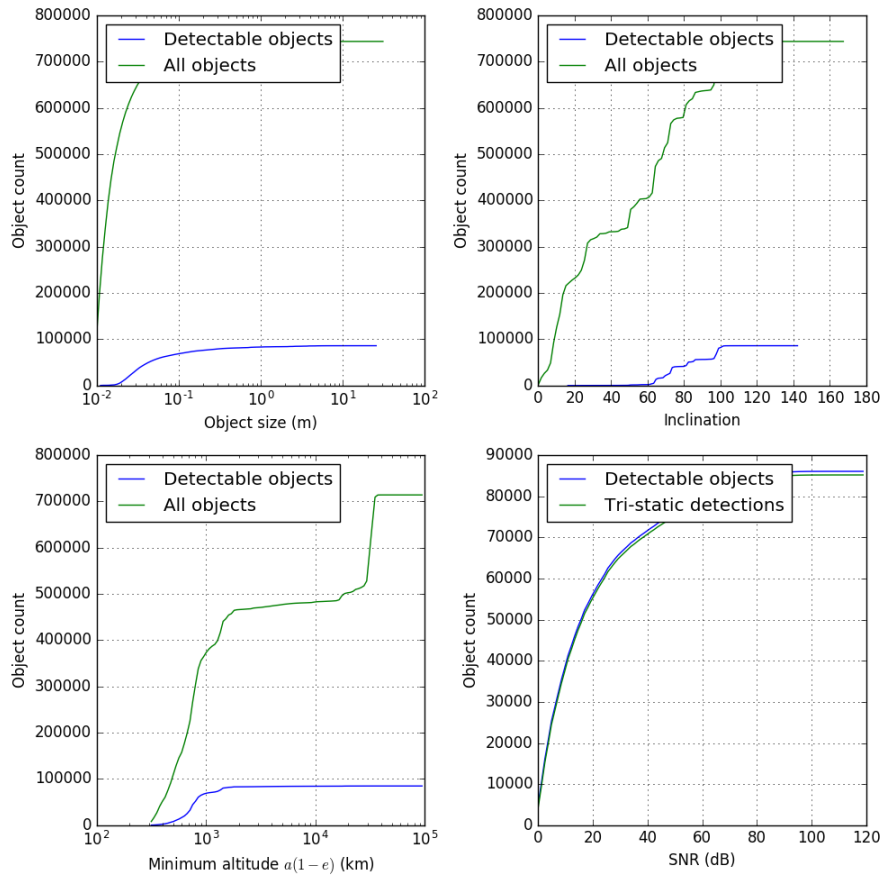 800000
700000
600000
500000
400000
300000
200000
100000
0
Object count
Detectable objects
All objects
10^-2 10^-1 10^0 10^1 10^2
Object size (m)
800000
700000
600000
500000
400000
300000
200000
100000
0
Object count
Detectable objects
All objects
0 20 40 60 80 100 120 140 160 180
Inclination
800000
700000
600000
500000
400000
300000
200000
100000
0
Object count
Detectable objects
All objects
10^2 10^3 10^4 10^5
Minimum altitude a(1 − e) (km)
90000
80000
70000
60000
50000
40000
30000
20000
10000
0
Object count
Detectable objects
Tri-static detections
0 20 40 60 80 100 120
SNR (dB)